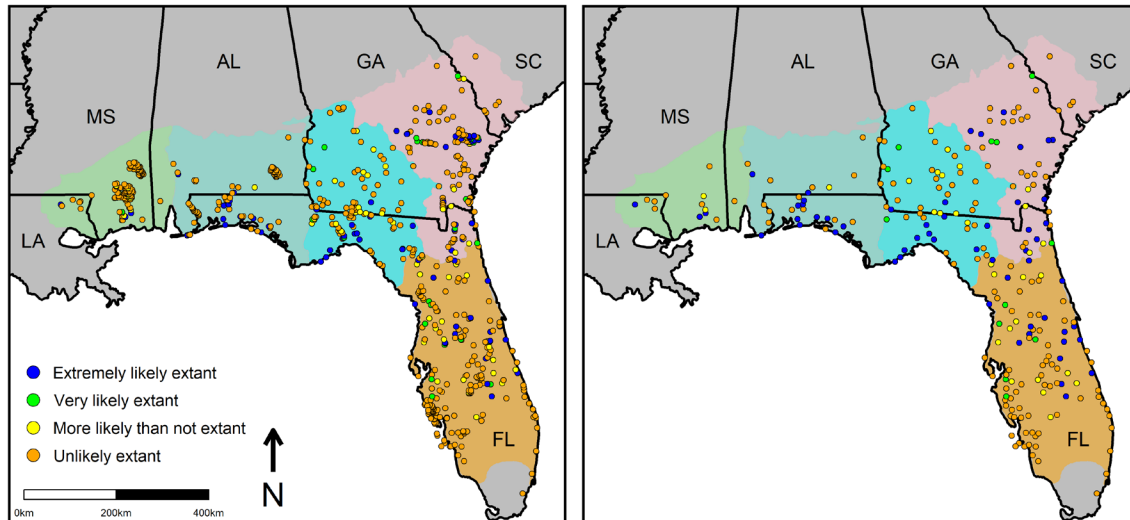 AL
GA
SC
MS
LA
FL
Extremely likely extant
Very likely extant
More likely than not extant
Unlikely extant
N
0km
200km
400km
AL
GA
SC
MS
LA
FL